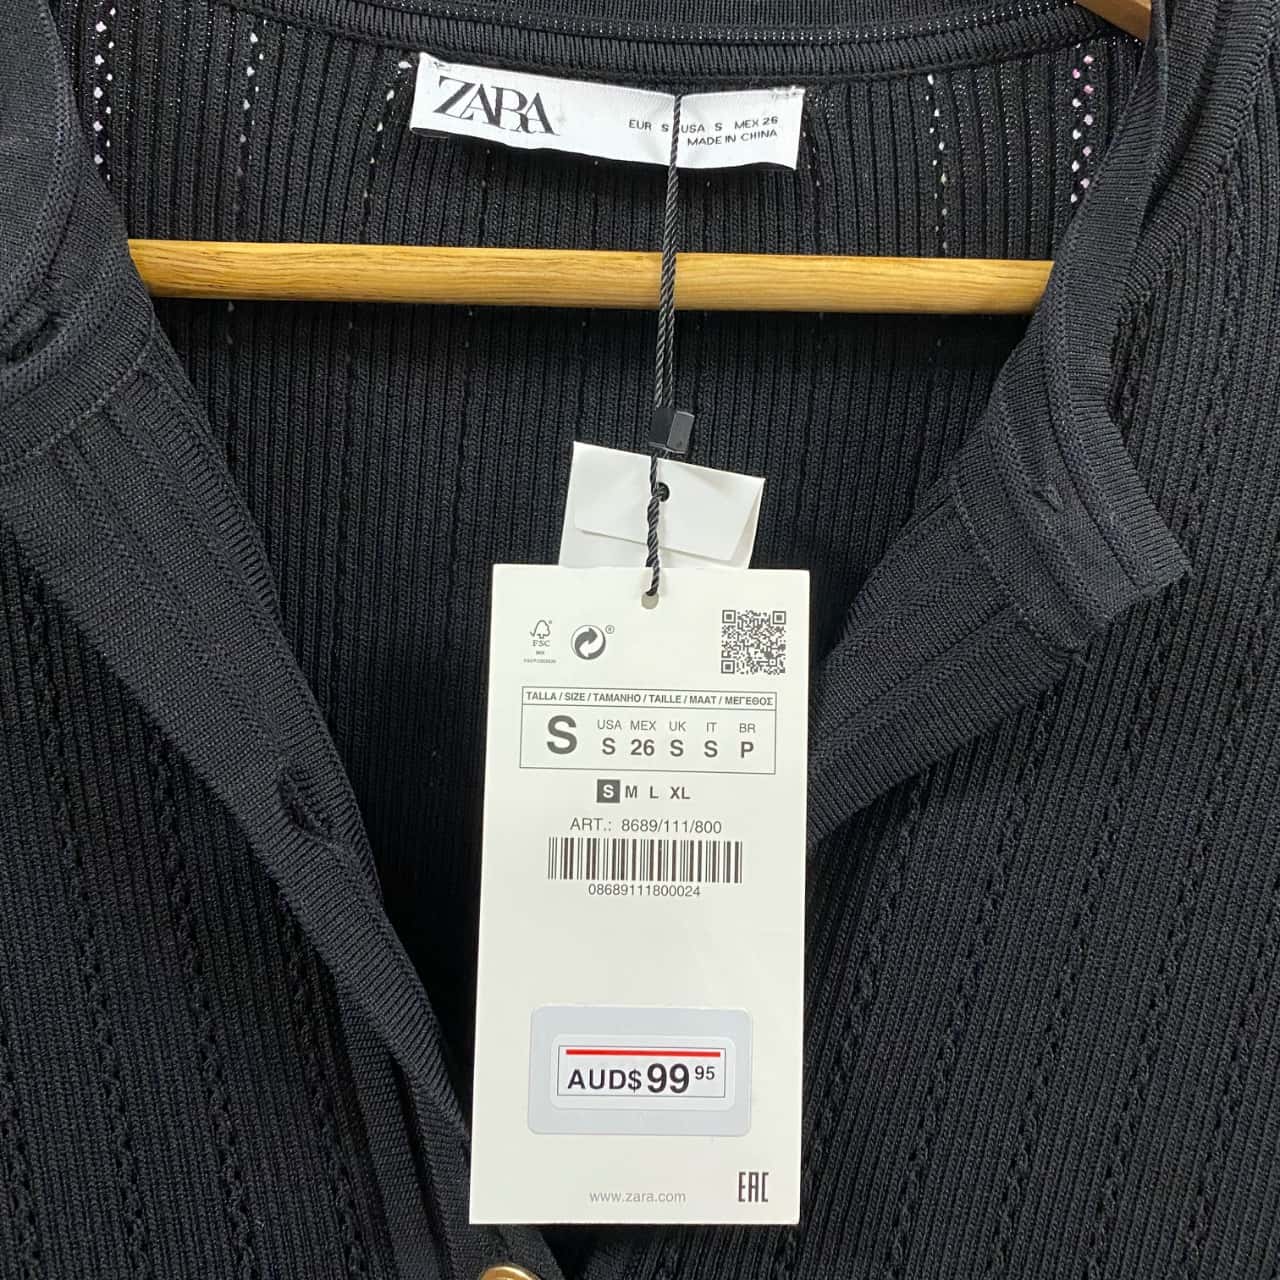 ZARA
EUR S USA S MEX 26
MADE IN CHINA
FSC
MIX
TALLA / SIZE / TAMANHO / TAILLE / MAAT / ΜΕΓΕΘΟΣ
S
USA MEX UK IT BR
S 26 S S P
S M L XL
ART.: 8689/111/800
08689111800024
AUD$ 99 95
www.zara.com
EAC